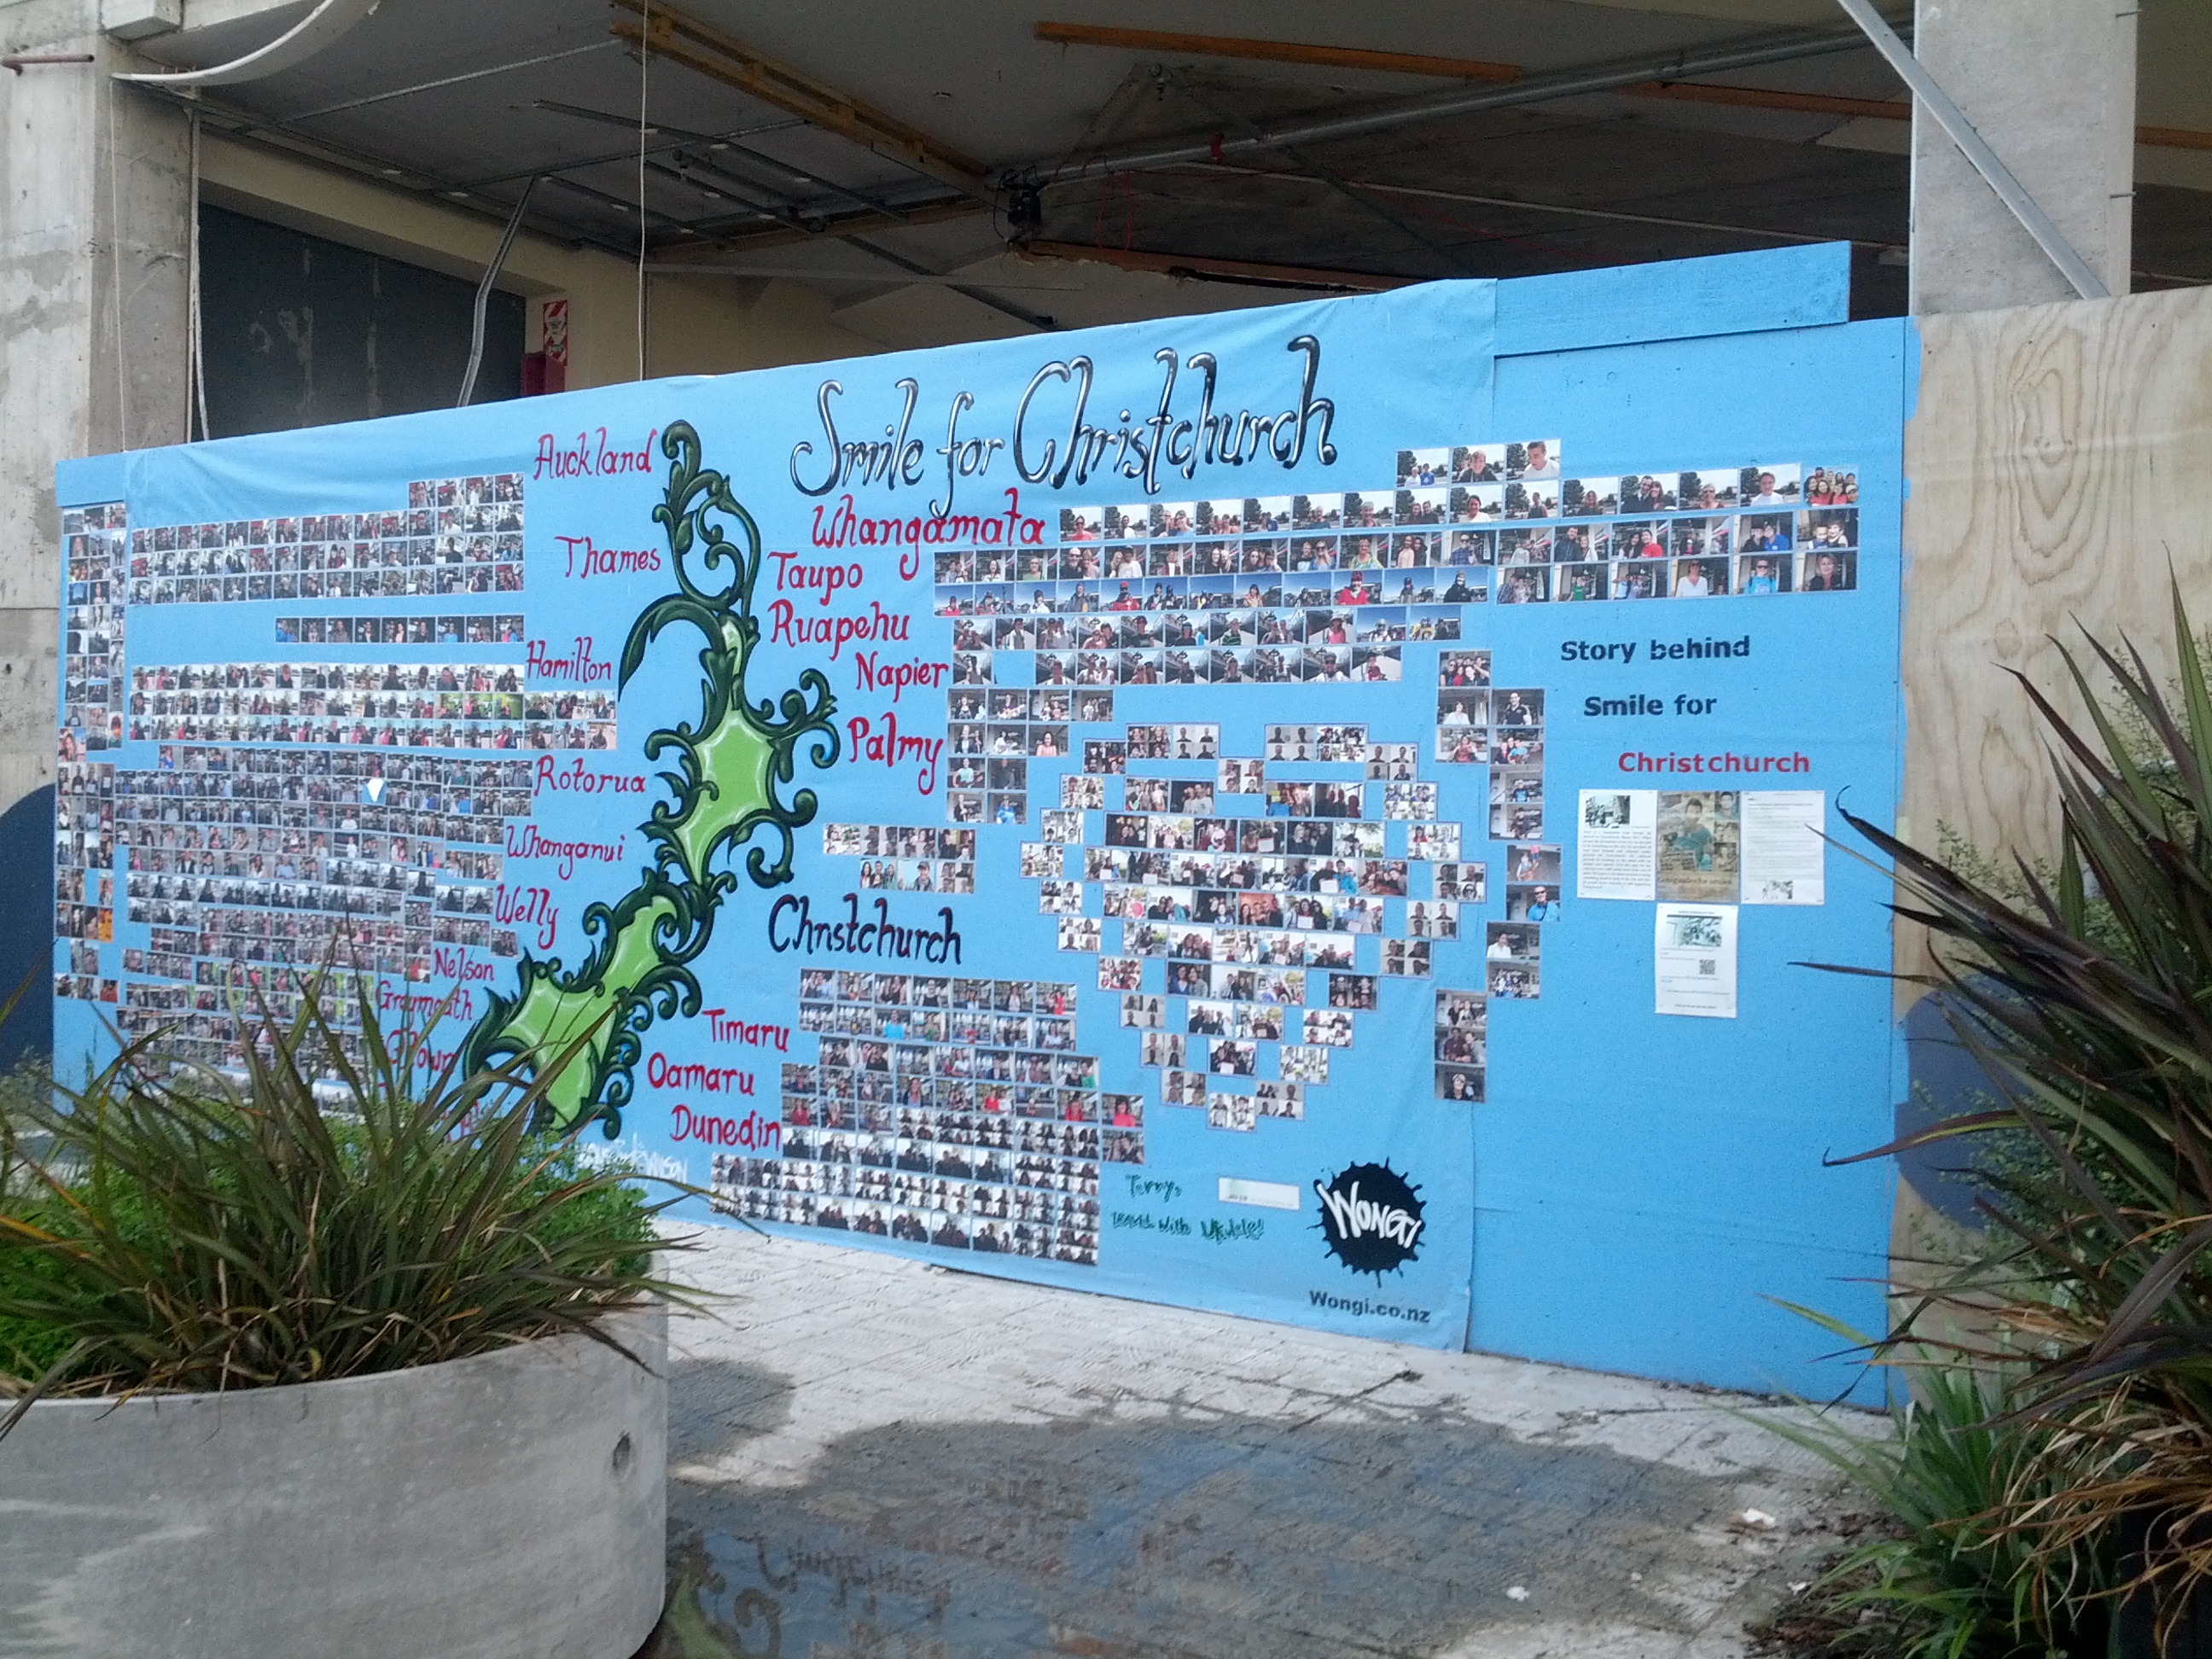 Smile for Christchurch
Auckland
Thames
Hamilton
Rotorua
Whanganui
Welly
Nelson
Greymouth
Whangamata
Taupo
Ruapehu
Napier
Palmy
Christchurch
Timaru
Oamaru
Dunedin
Story behind
Smile for
Christchurch
WONGI
Wongi.co.nz